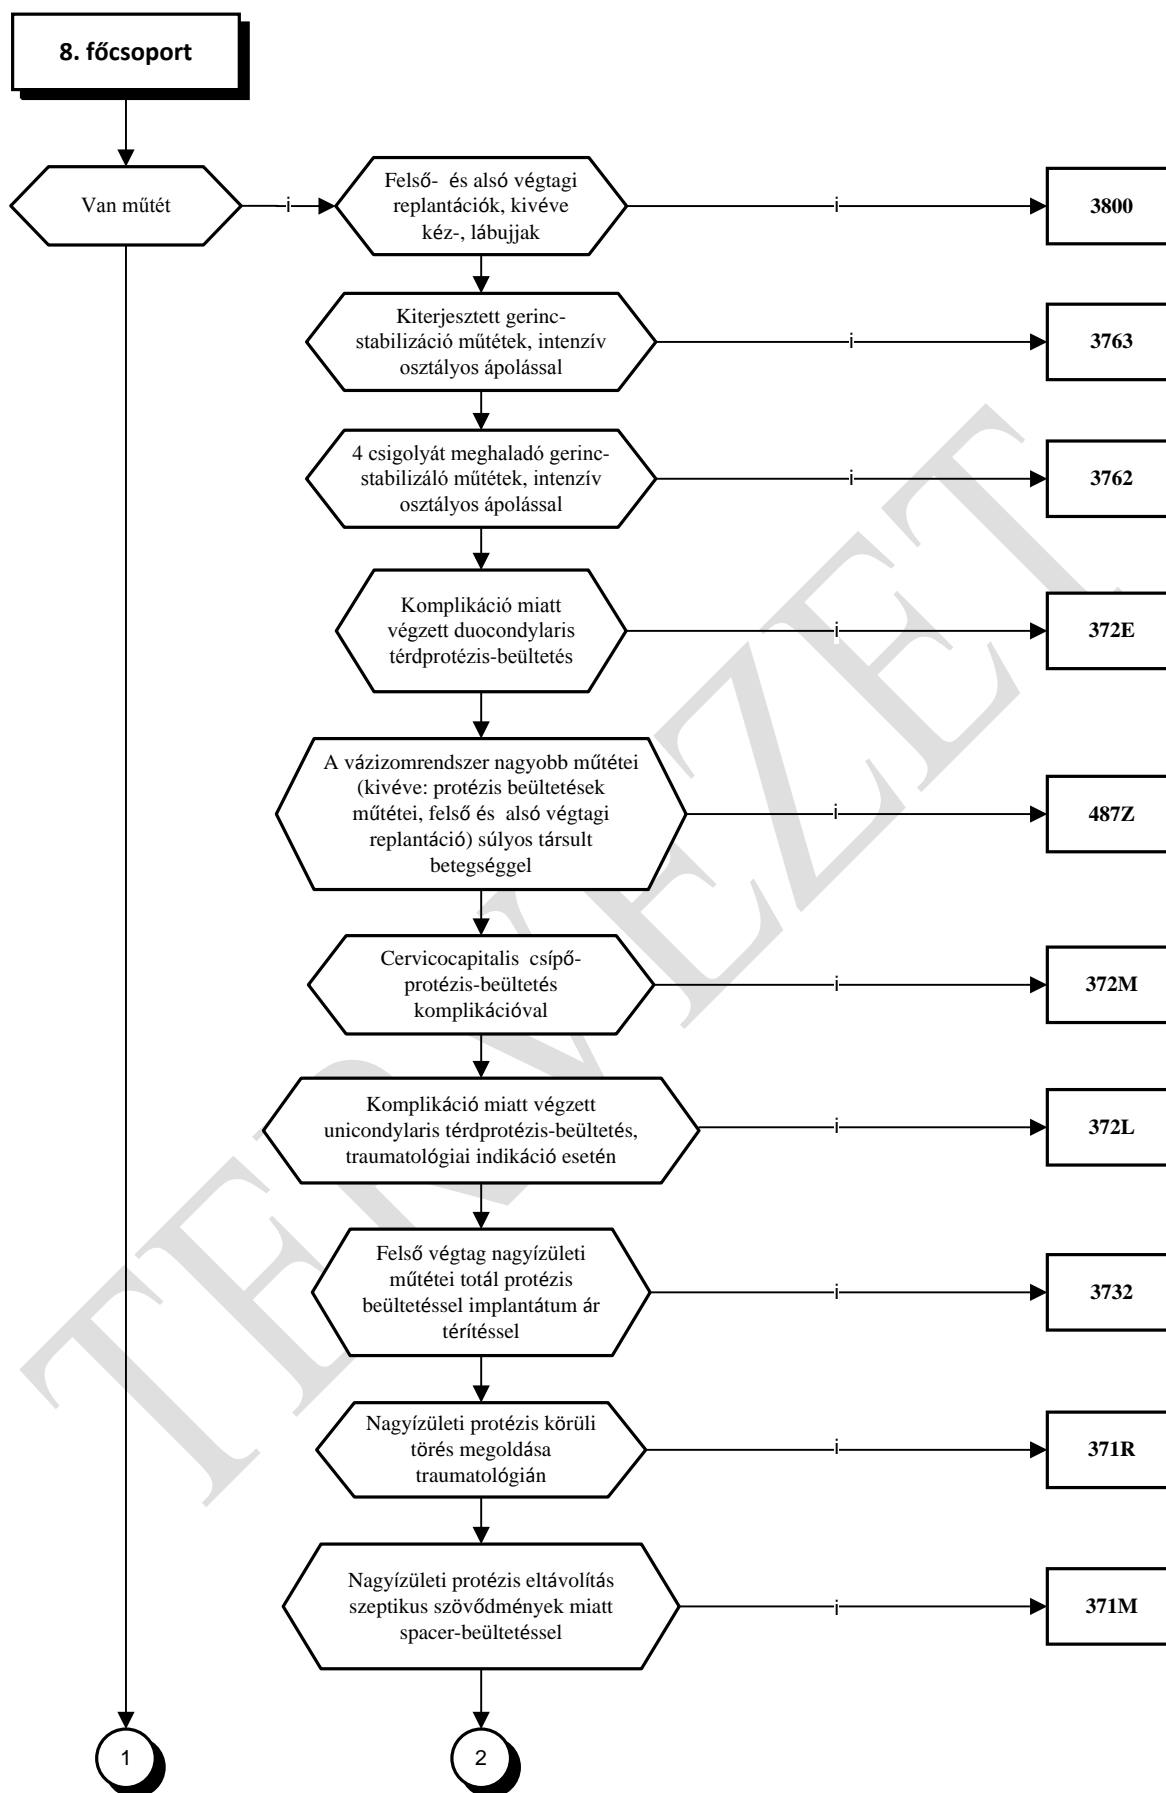 8. főcsoport
Van műtét
i
Felső- és alsó végtagi
replantációk, kivéve
kéz-, lábujjak
i
3800
Kiterjesztett gerinc-
stabilizáció műtétek, intenzív
osztályos ápolással
i
3763
4 csigolyát meghaladó gerinc-
stabilizáló műtétek, intenzív
osztályos ápolással
i
3762
Komplikáció miatt
végzett duocondylaris
térdprotézis-beültetés
i
372E
A vázizomrendszer nagyobb műtétei
(kivéve: protézis beültetések
műtétei, felső és alsó végtagi
replantáció) súlyos társult
betegséggel
i
487Z
Cervicocapitalis csípő-
protézis-beültetés
komplikációval
i
372M
Komplikáció miatt végzett
unicondylaris térdprotézis-beültetés,
traumatológiai indikáció esetén
i
372L
Felső végtag nagyízületi
műtétei totál protézis
beültetéssel implantátum ár
térítéssel
i
3732
Nagyízületi protézis körüli
törés megoldása
traumatológián
i
371R
Nagyízületi protézis eltávolítás
szeptikus szövődmények miatt
spacer-beültetéssel
i
371M
1
2
TERVEZET